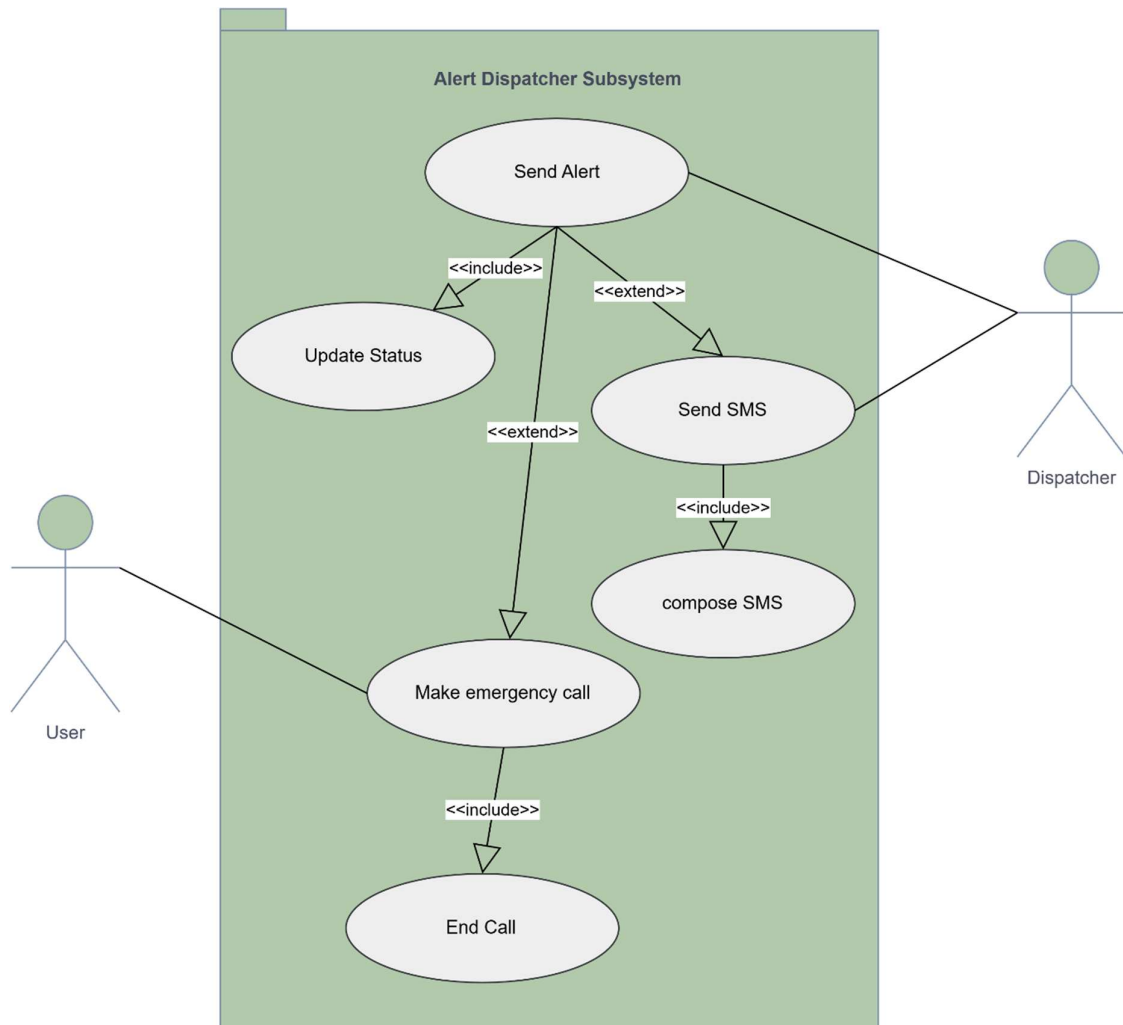 Alert Dispatcher Subsystem
Send Alert
<<include>>
<<extend>>
Update Status
Send SMS
<<extend>>
Dispatcher
<<include>>
compose SMS
Make emergency call
User
<<include>>
End Call